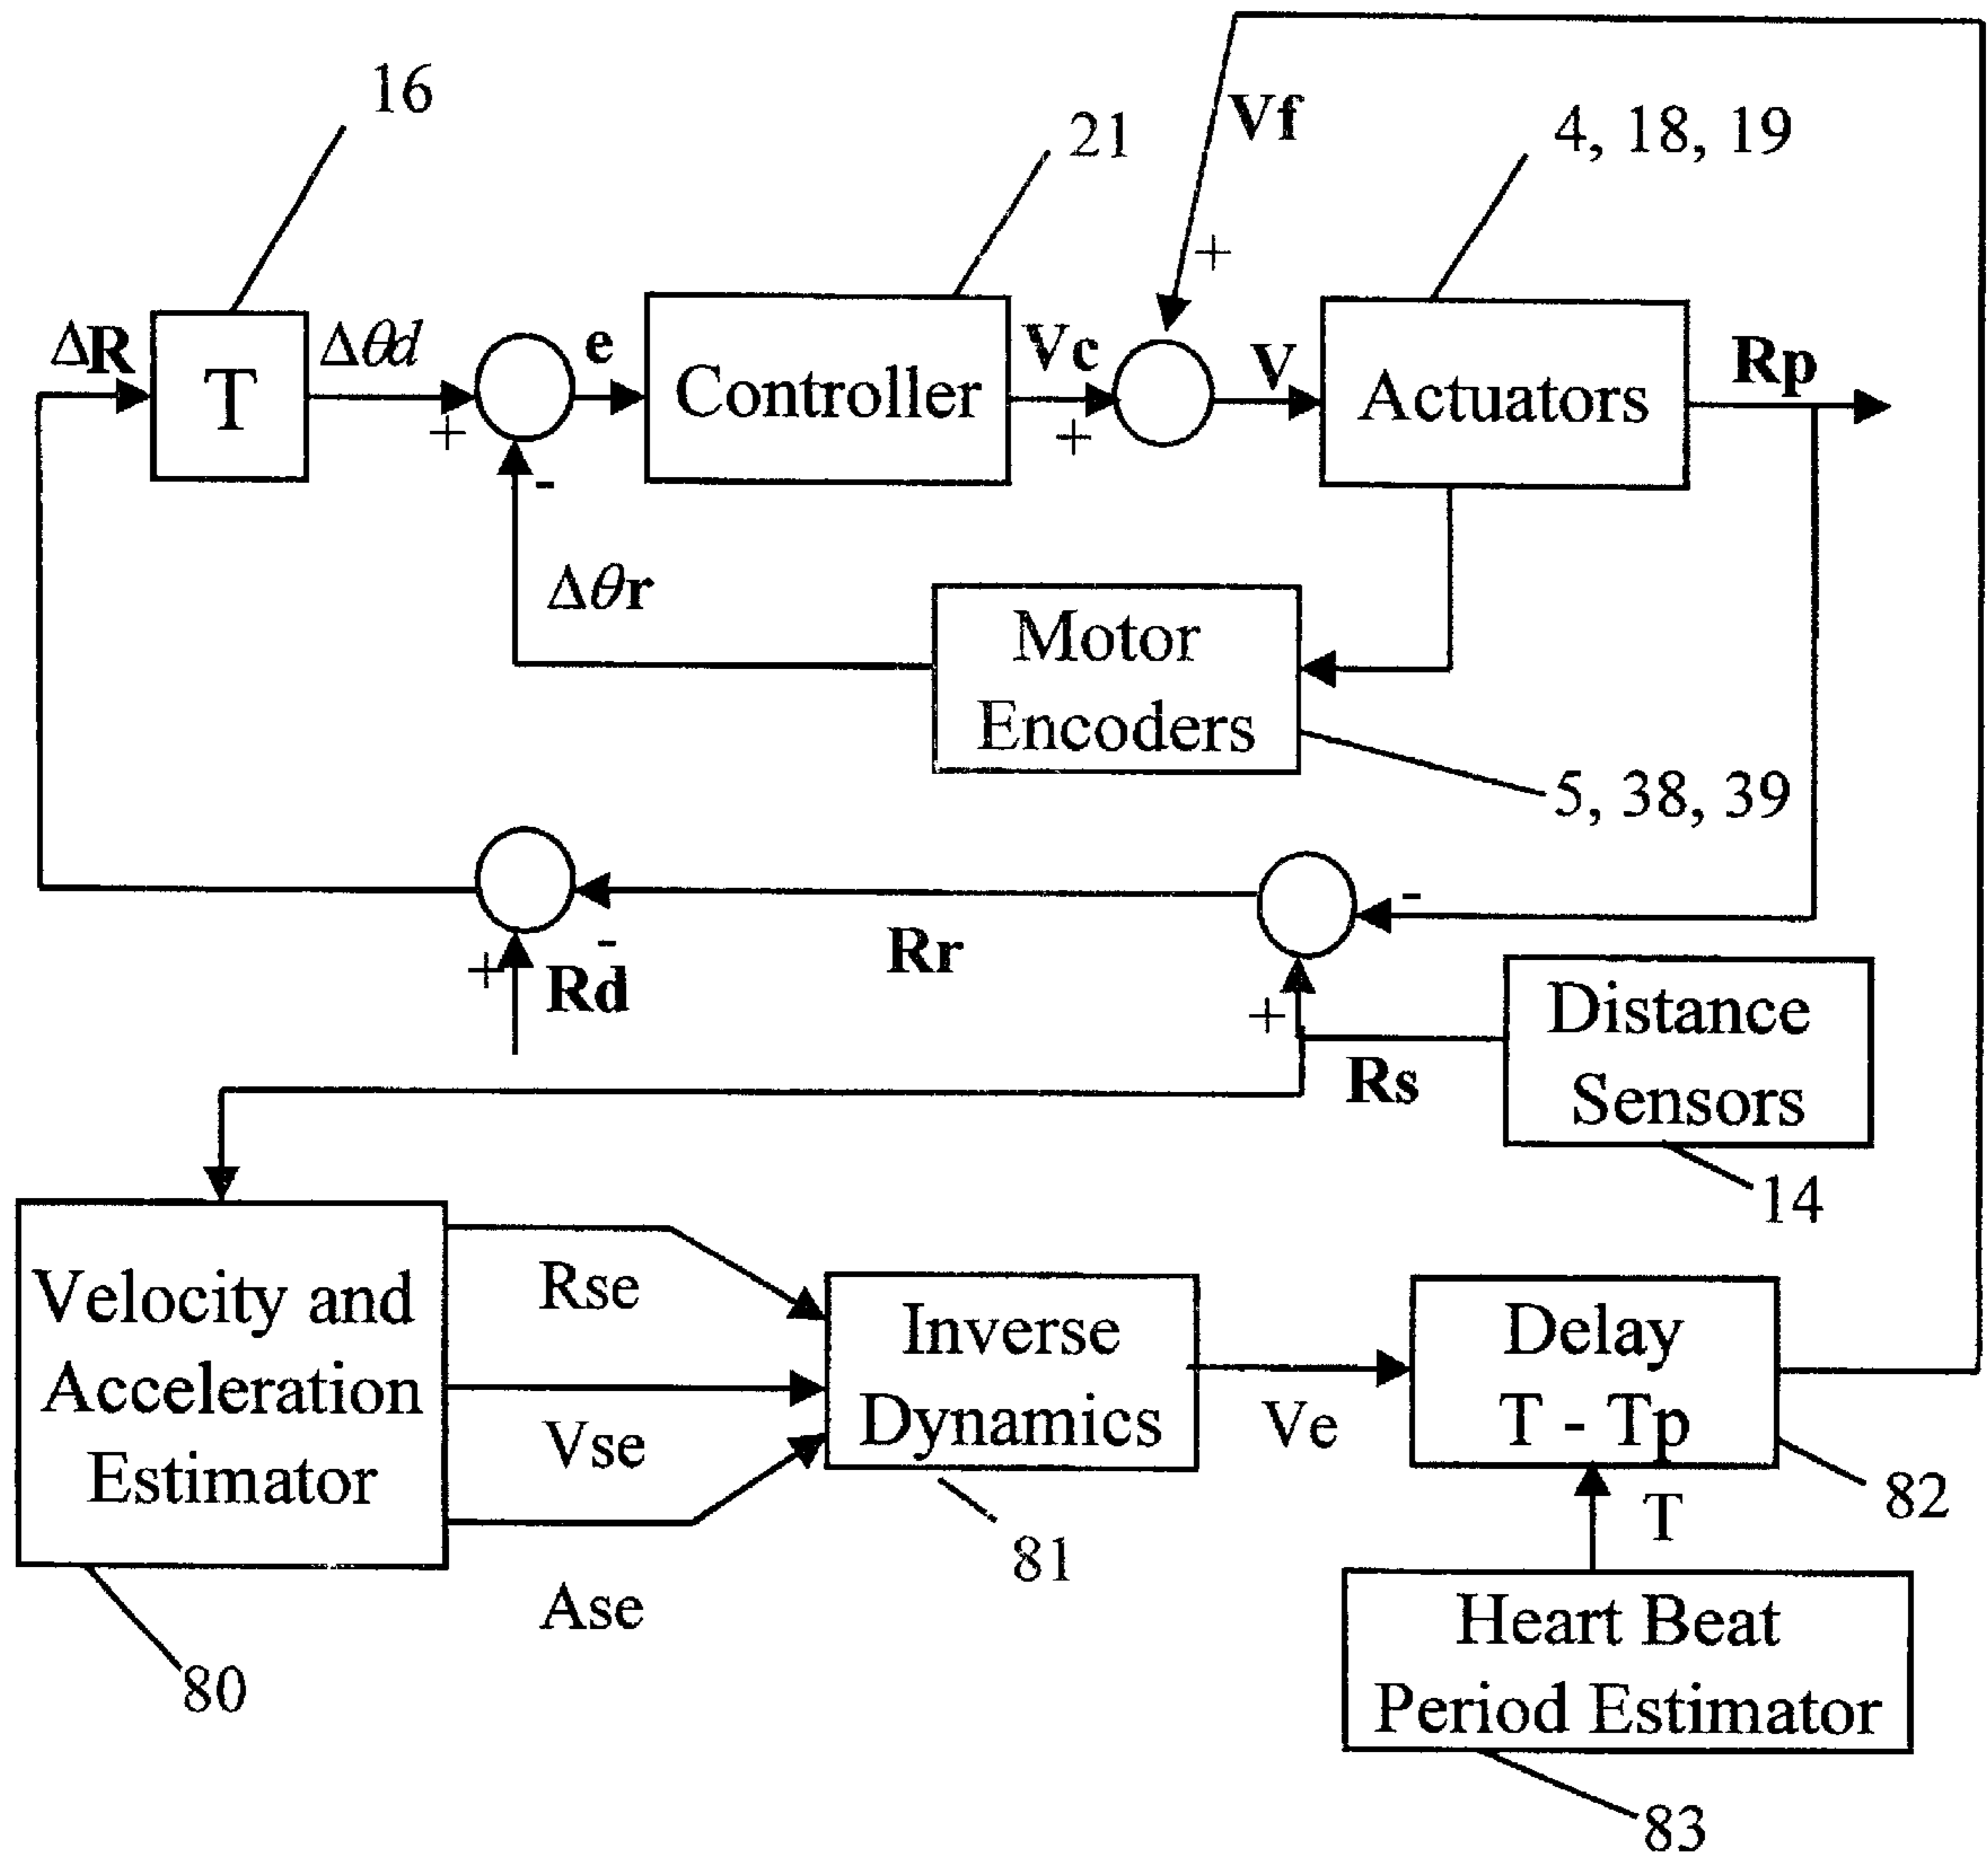 16
21
Vf
4, 18, 19
+
ΔR
T
Δθd
+
-
e
Controller
Vc
+
V
Actuators
Rp
Δθr
Motor
Encoders
5, 38, 39
-
Rr
-
+
Rd
+
Rs
Distance
Sensors
14
Velocity and
Acceleration
Estimator
Rse
Vse
Ase
80
Inverse
Dynamics
81
Ve
Delay
T - Tp
82
T
Heart Beat
Period Estimator
83